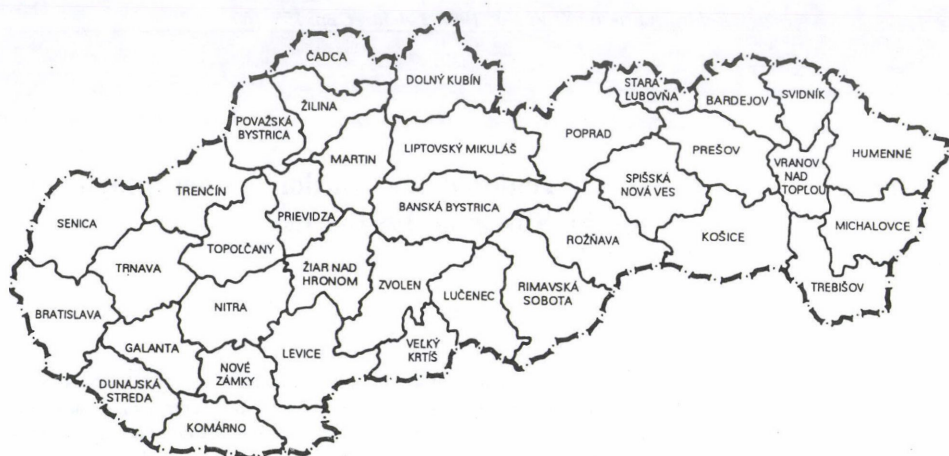 ČADCA
DOLNÝ KUBÍN
ŽILINA
POVAŽSKÁ
BYSTRICA
MARTIN
LIPTOVSKÝ MIKULÁŠ
POPRAD
STARÁ
ĽUBOVŇA
BARDEJOV
SVIDNÍK
PREŠOV
HUMENNÉ
VRANOV
NAD
TOPĽOU
SPIŠSKÁ
NOVÁ VES
TRENČÍN
PRIEVIDZA
BANSKÁ BYSTRICA
SENICA
TOPOĽČANY
ROŽŇAVA
KOŠICE
MICHALOVCE
TRNAVA
ŽIAR NAD
HRONOM
ZVOLEN
LUČENEC
RIMAVSKÁ
SOBOTA
TREBIŠOV
BRATISLAVA
NITRA
GALANTA
LEVICE
VEĽKÝ
KRTÍŠ
NOVÉ
ZÁMKY
DUNAJSKÁ
STREDA
KOMÁRNO